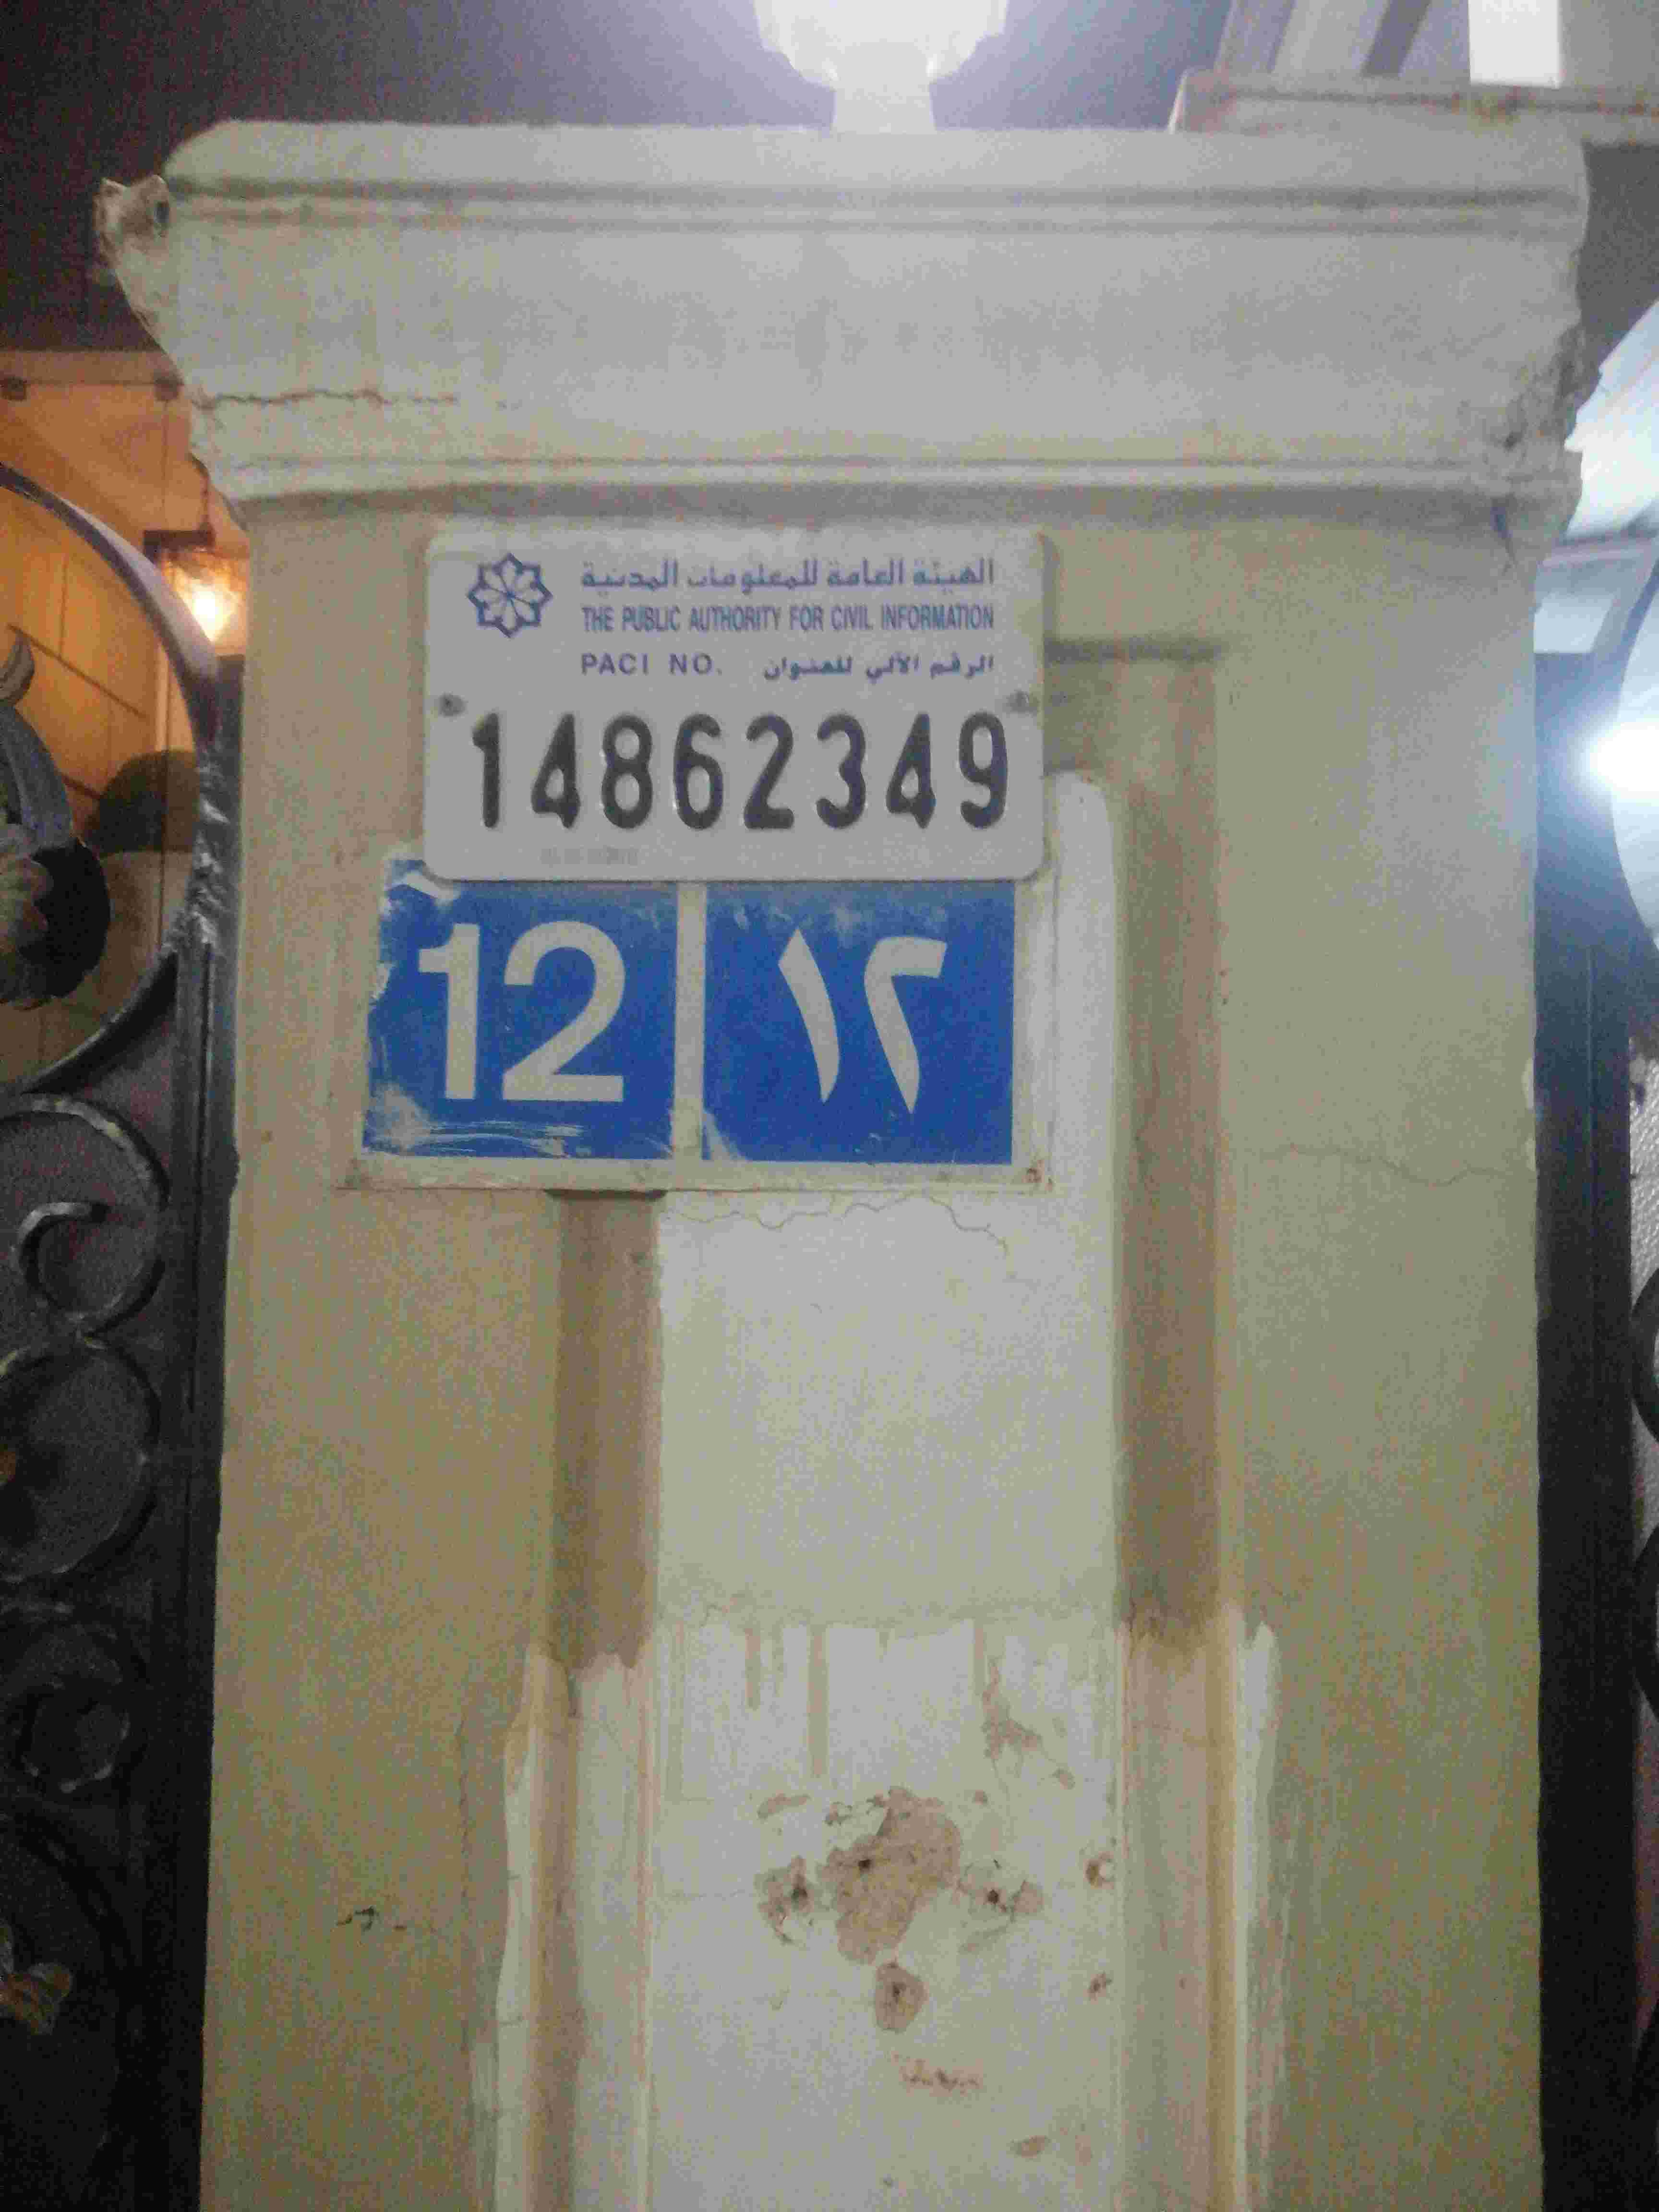 الهيئة العامة للمعلومات المدنية
THE PUBLIC AUTHORITY FOR CIVIL INFORMATION
PACI NO. الرقم الآلي للعنوان
14862349
12 ١٢